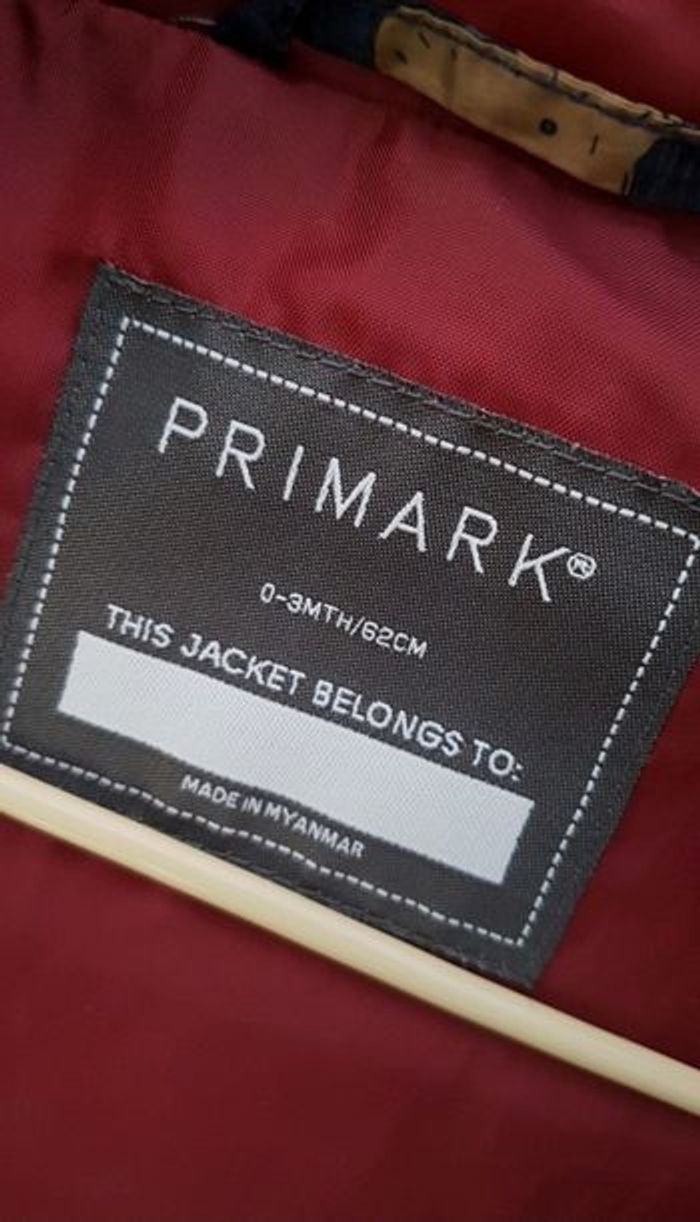 PRIMARK®
0-3MTH/62CM
THIS JACKET BELONGS TO:
MADE IN MYANMAR